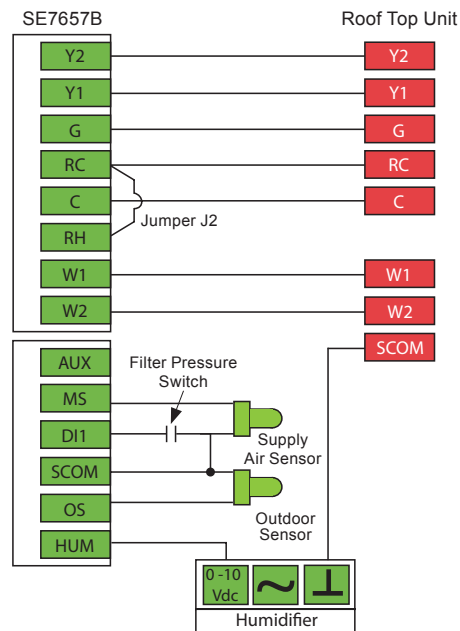 SE7657B
Roof Top Unit
Y2
Y2
Y1
Y1
G
G
RC
RC
C
C
Jumper J2
RH
W1
W1
W2
W2
SCOM
AUX
Filter Pressure
Switch
MS
DI1
Supply
Air Sensor
SCOM
OS
Outdoor
Sensor
HUM
0 -10
Vdc
Humidifier